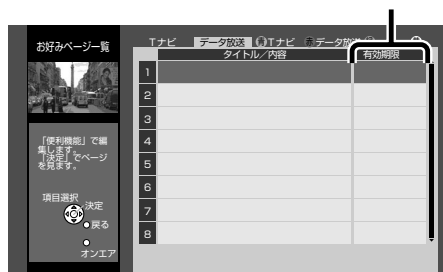 お好みページ一覧
Tナビ データ放送 Tナビ 赤データ放送
タイトル/内容 有効期限
1
2
3
4
5
6
7
8
「便利機能」で編
集します。
「決定」でページ
を見ます。
項目選択
決定
戻る
オンエア